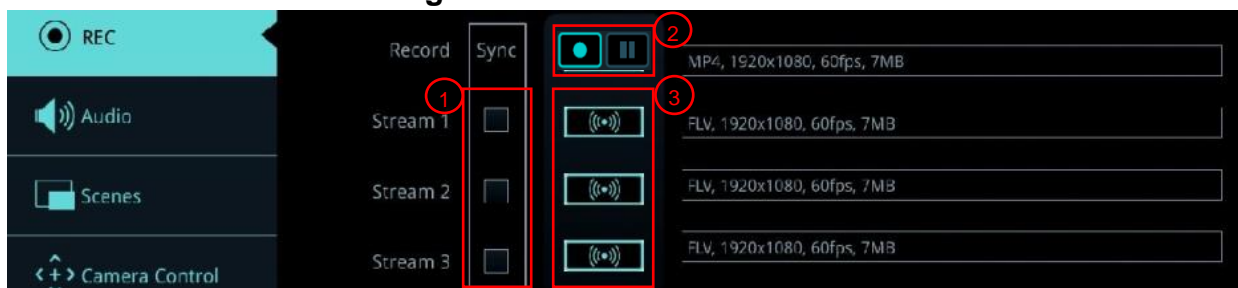 REC
Record Sync 2
MP4, 1920x1080, 60fps, 7MB
1 3
Audio
Stream 1
FLV, 1920x1080, 60fps, 7MB
Scenes
Stream 2
FLV, 1920x1080, 60fps, 7MB
Camera Control
Stream 3
FLV, 1920x1080, 60fps, 7MB